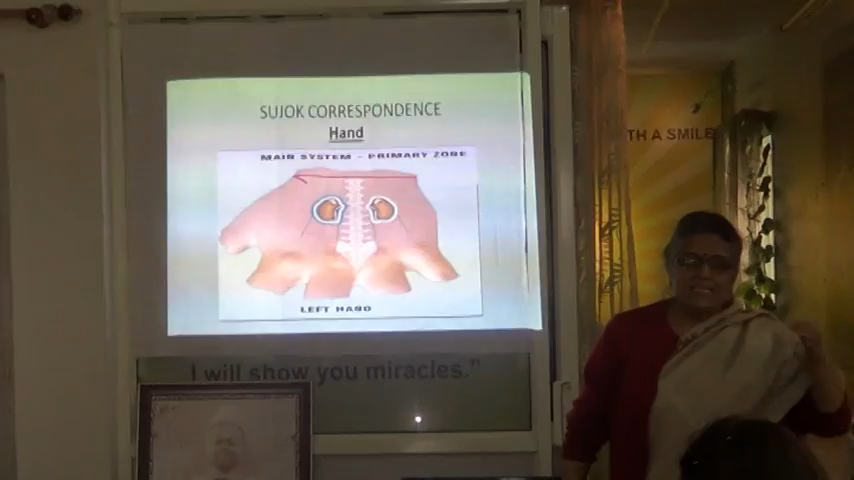 SUJOK CORRESPONDENCE
Hand
MAIN SYSTEM - PRIMARY ZONE
LEFT HAND
TH A SMILE
I will show you miracles."